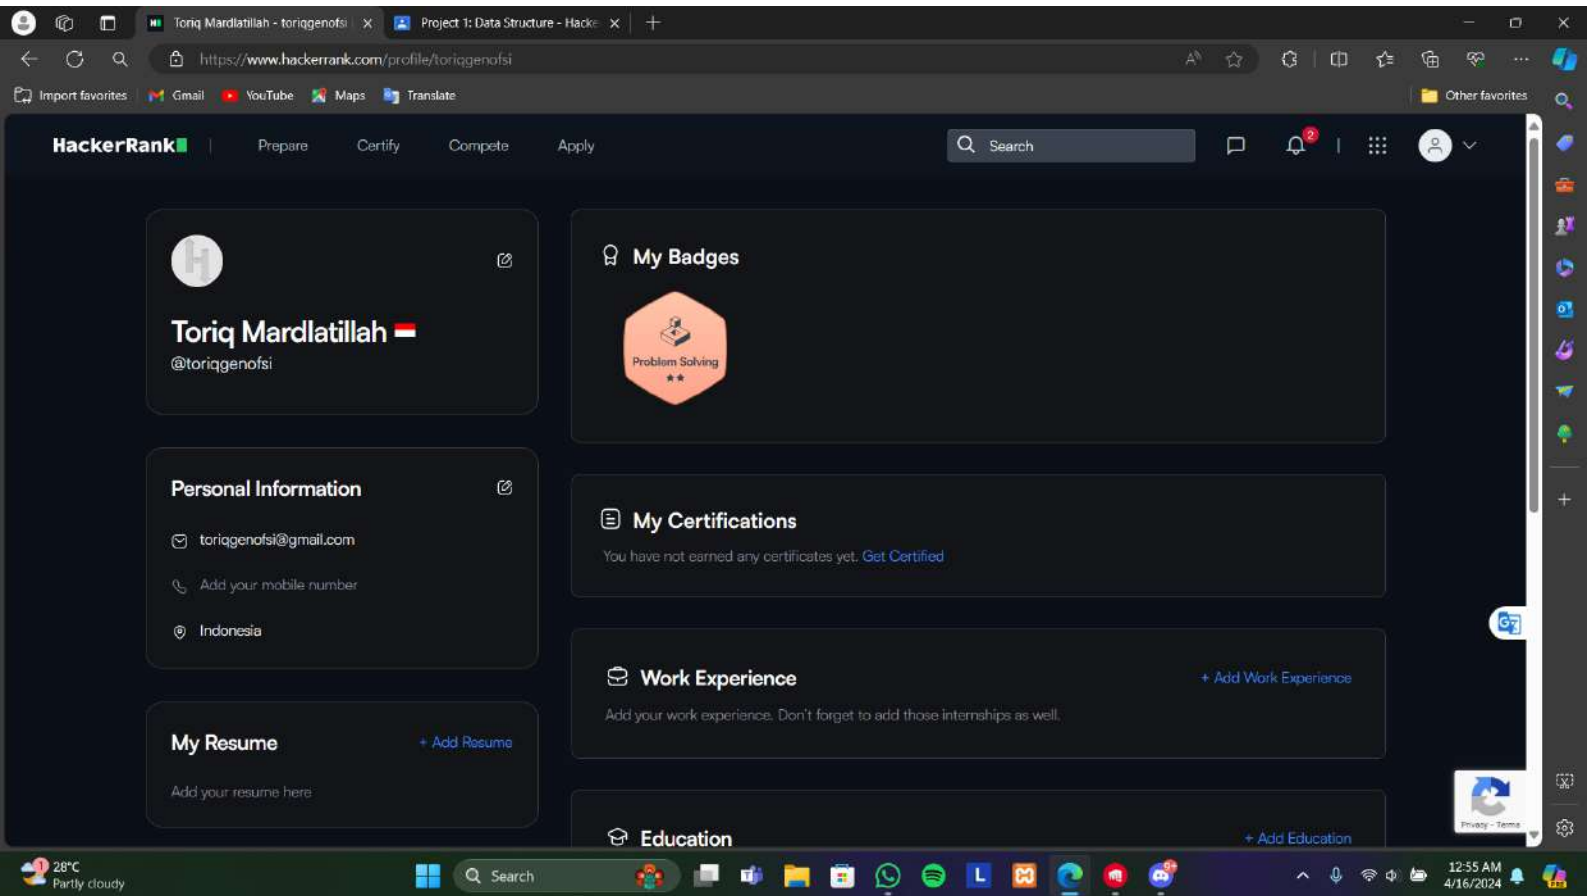 Toriq Mardlatillah - toriqgenofsi
Project 1: Data Structure - Hacke
https://www.hackerrank.com/profile/toriqgenofsi
Import favorites
Gmail
YouTube
Maps
Translate
Other favorites
HackerRank
Prepare
Certify
Compete
Apply
Search
2
Toriq Mardlatillah
@toriqgenofsi
My Badges
Problem Solving
Personal Information
toriqgenofsi@gmail.com
Add your mobile number
Indonesia
My Certifications
You have not earned any certificates yet. Get Certified
Work Experience
+ Add Work Experience
Add your work experience. Don't forget to add those internships as well.
My Resume
+ Add Resume
Add your resume here
Education
+ Add Education
Privacy - Terms
1
28°C
Partly cloudy
Search
L
9+
12:55 AM
4/16/2024